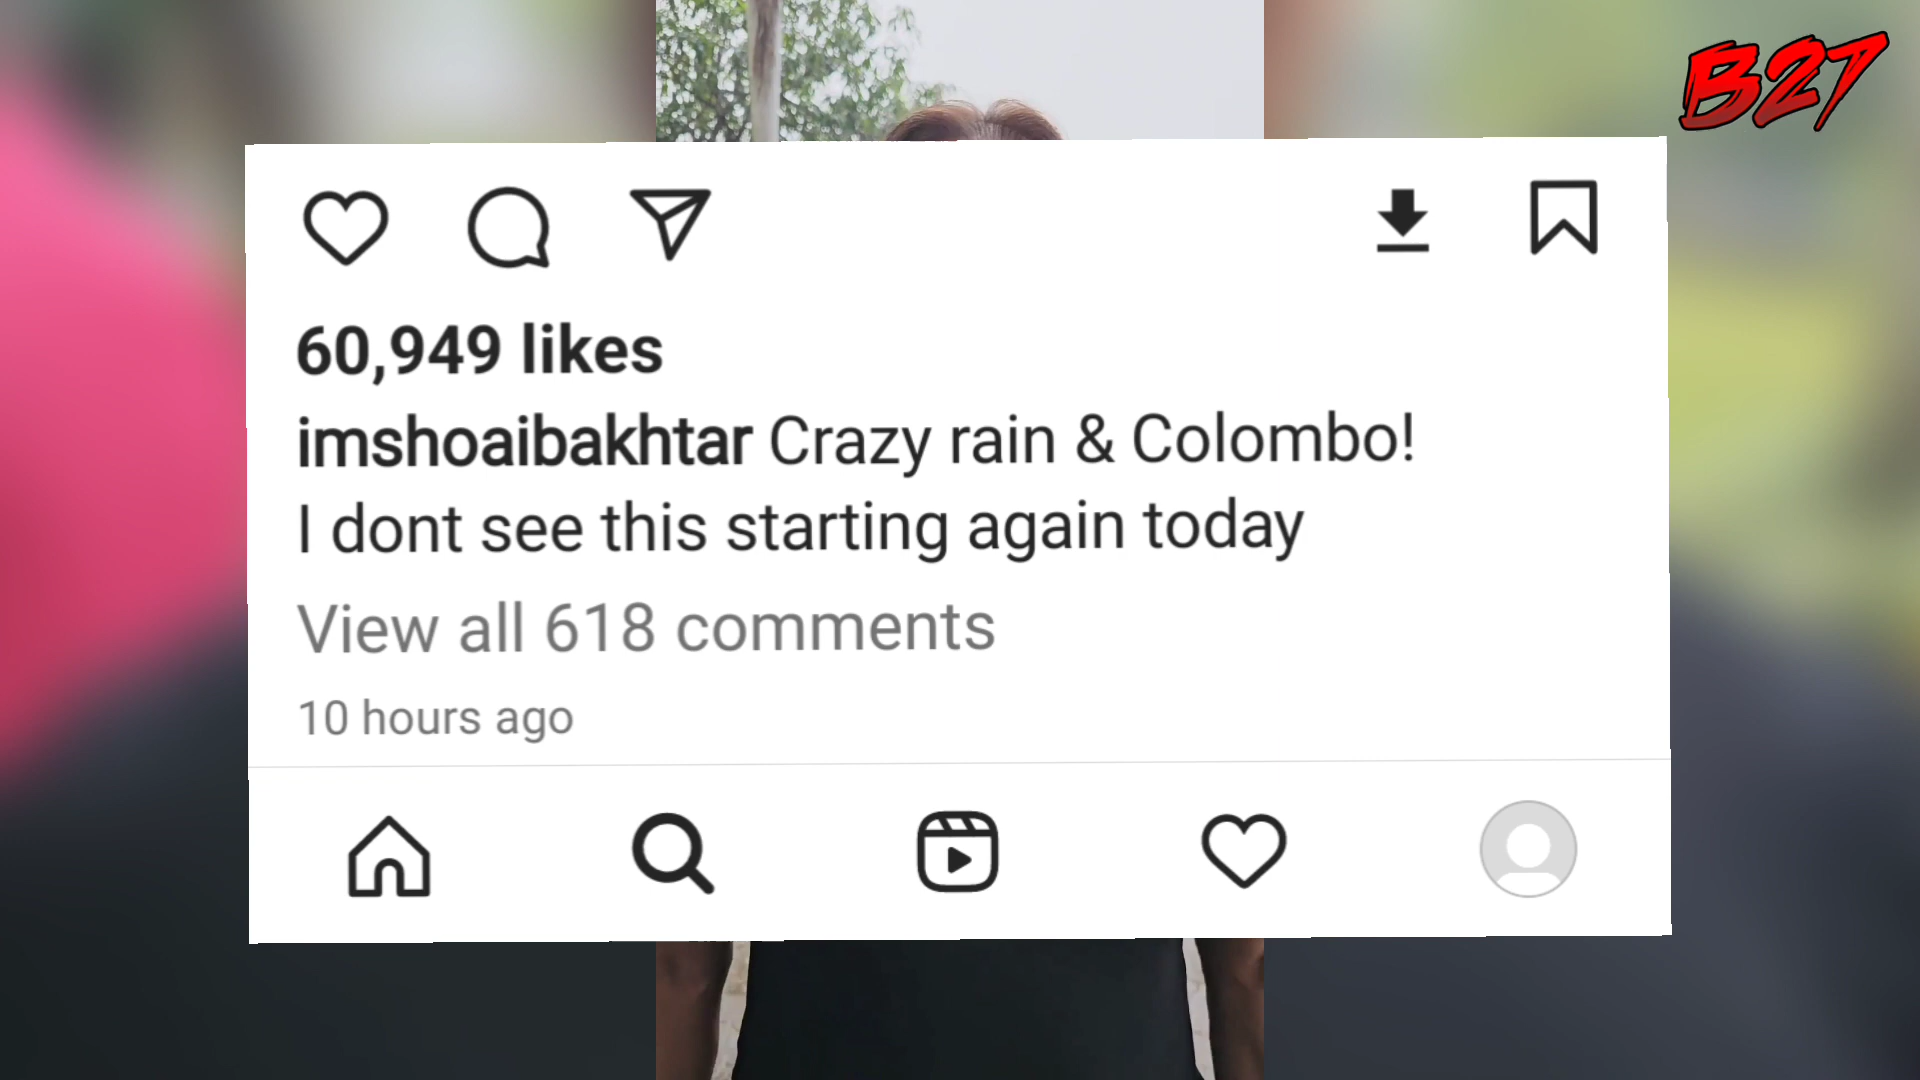 B27
60,949 likes
imshoaibakhtar Crazy rain & Colombo!
I dont see this starting again today
View all 618 comments
10 hours ago